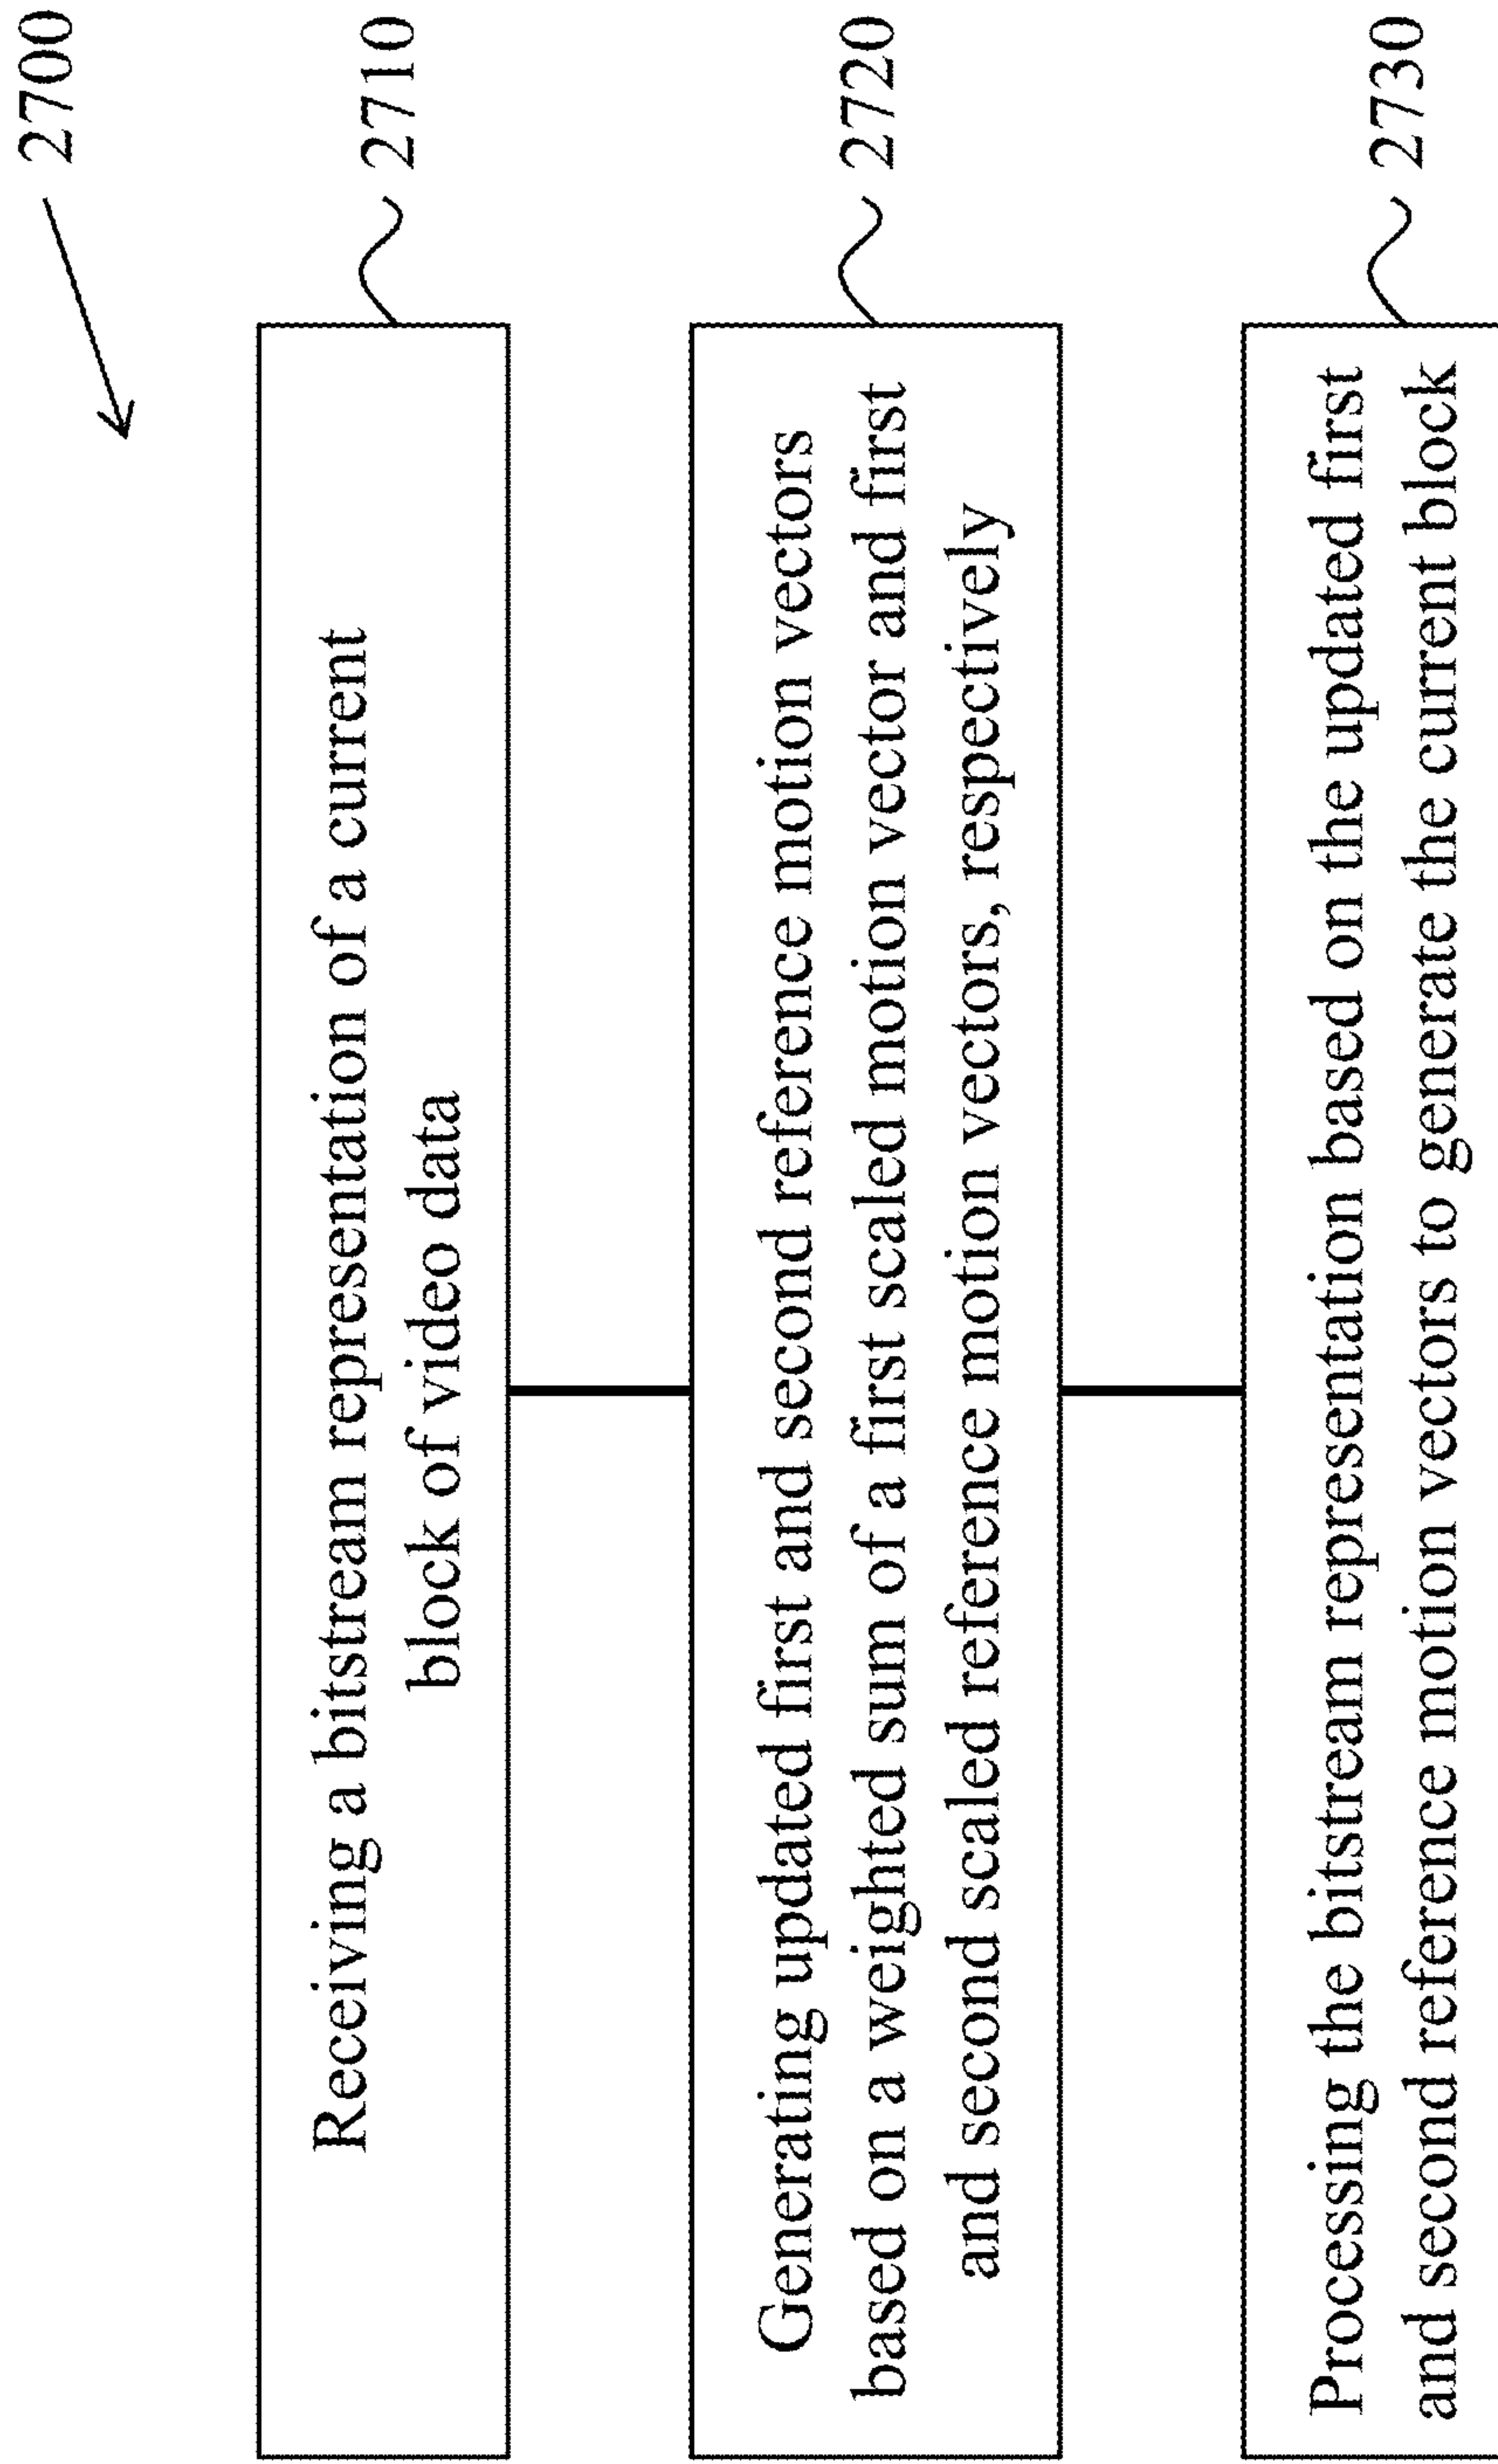 2700
Receiving a bitstream representation of a current
block of video data
2710
Generating updated first and second reference motion vectors
based on a weighted sum of a first scaled motion vector and first
and second scaled reference motion vectors, respectively
2720
Processing the bitstream representation based on the updated first
and second reference motion vectors to generate the current block
2730